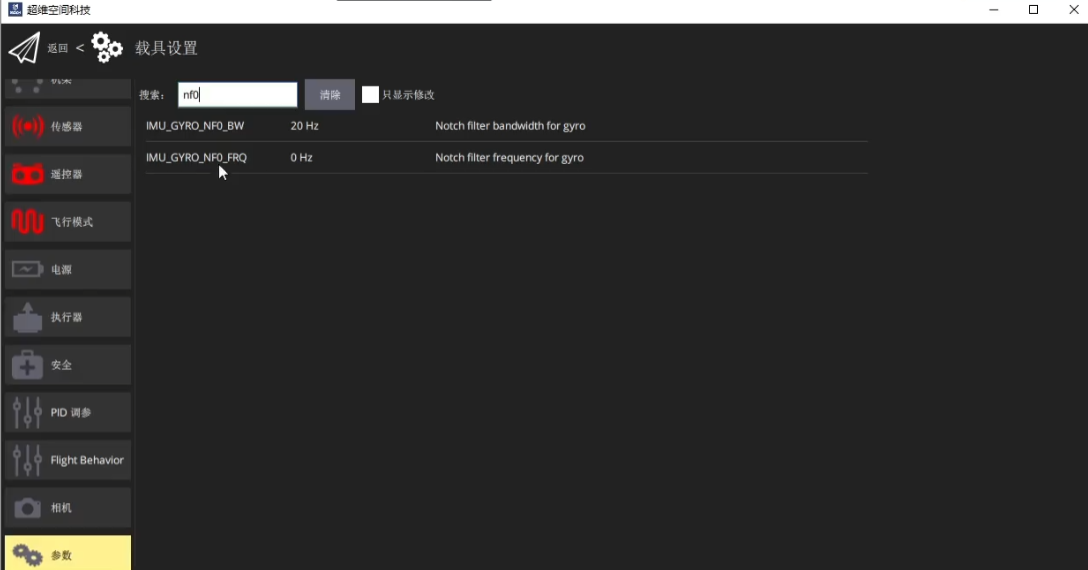 超维空间科技
返回 < 载具设置
机架
搜索： nf0 清除 只显示修改
IMU_GYRO_NF0_BW 20 Hz Notch filter bandwidth for gyro
IMU_GYRO_NF0_FRQ 0 Hz Notch filter frequency for gyro
传感器
遥控器
飞行模式
电源
执行器
安全
PID 调参
Flight Behavior
相机
参数